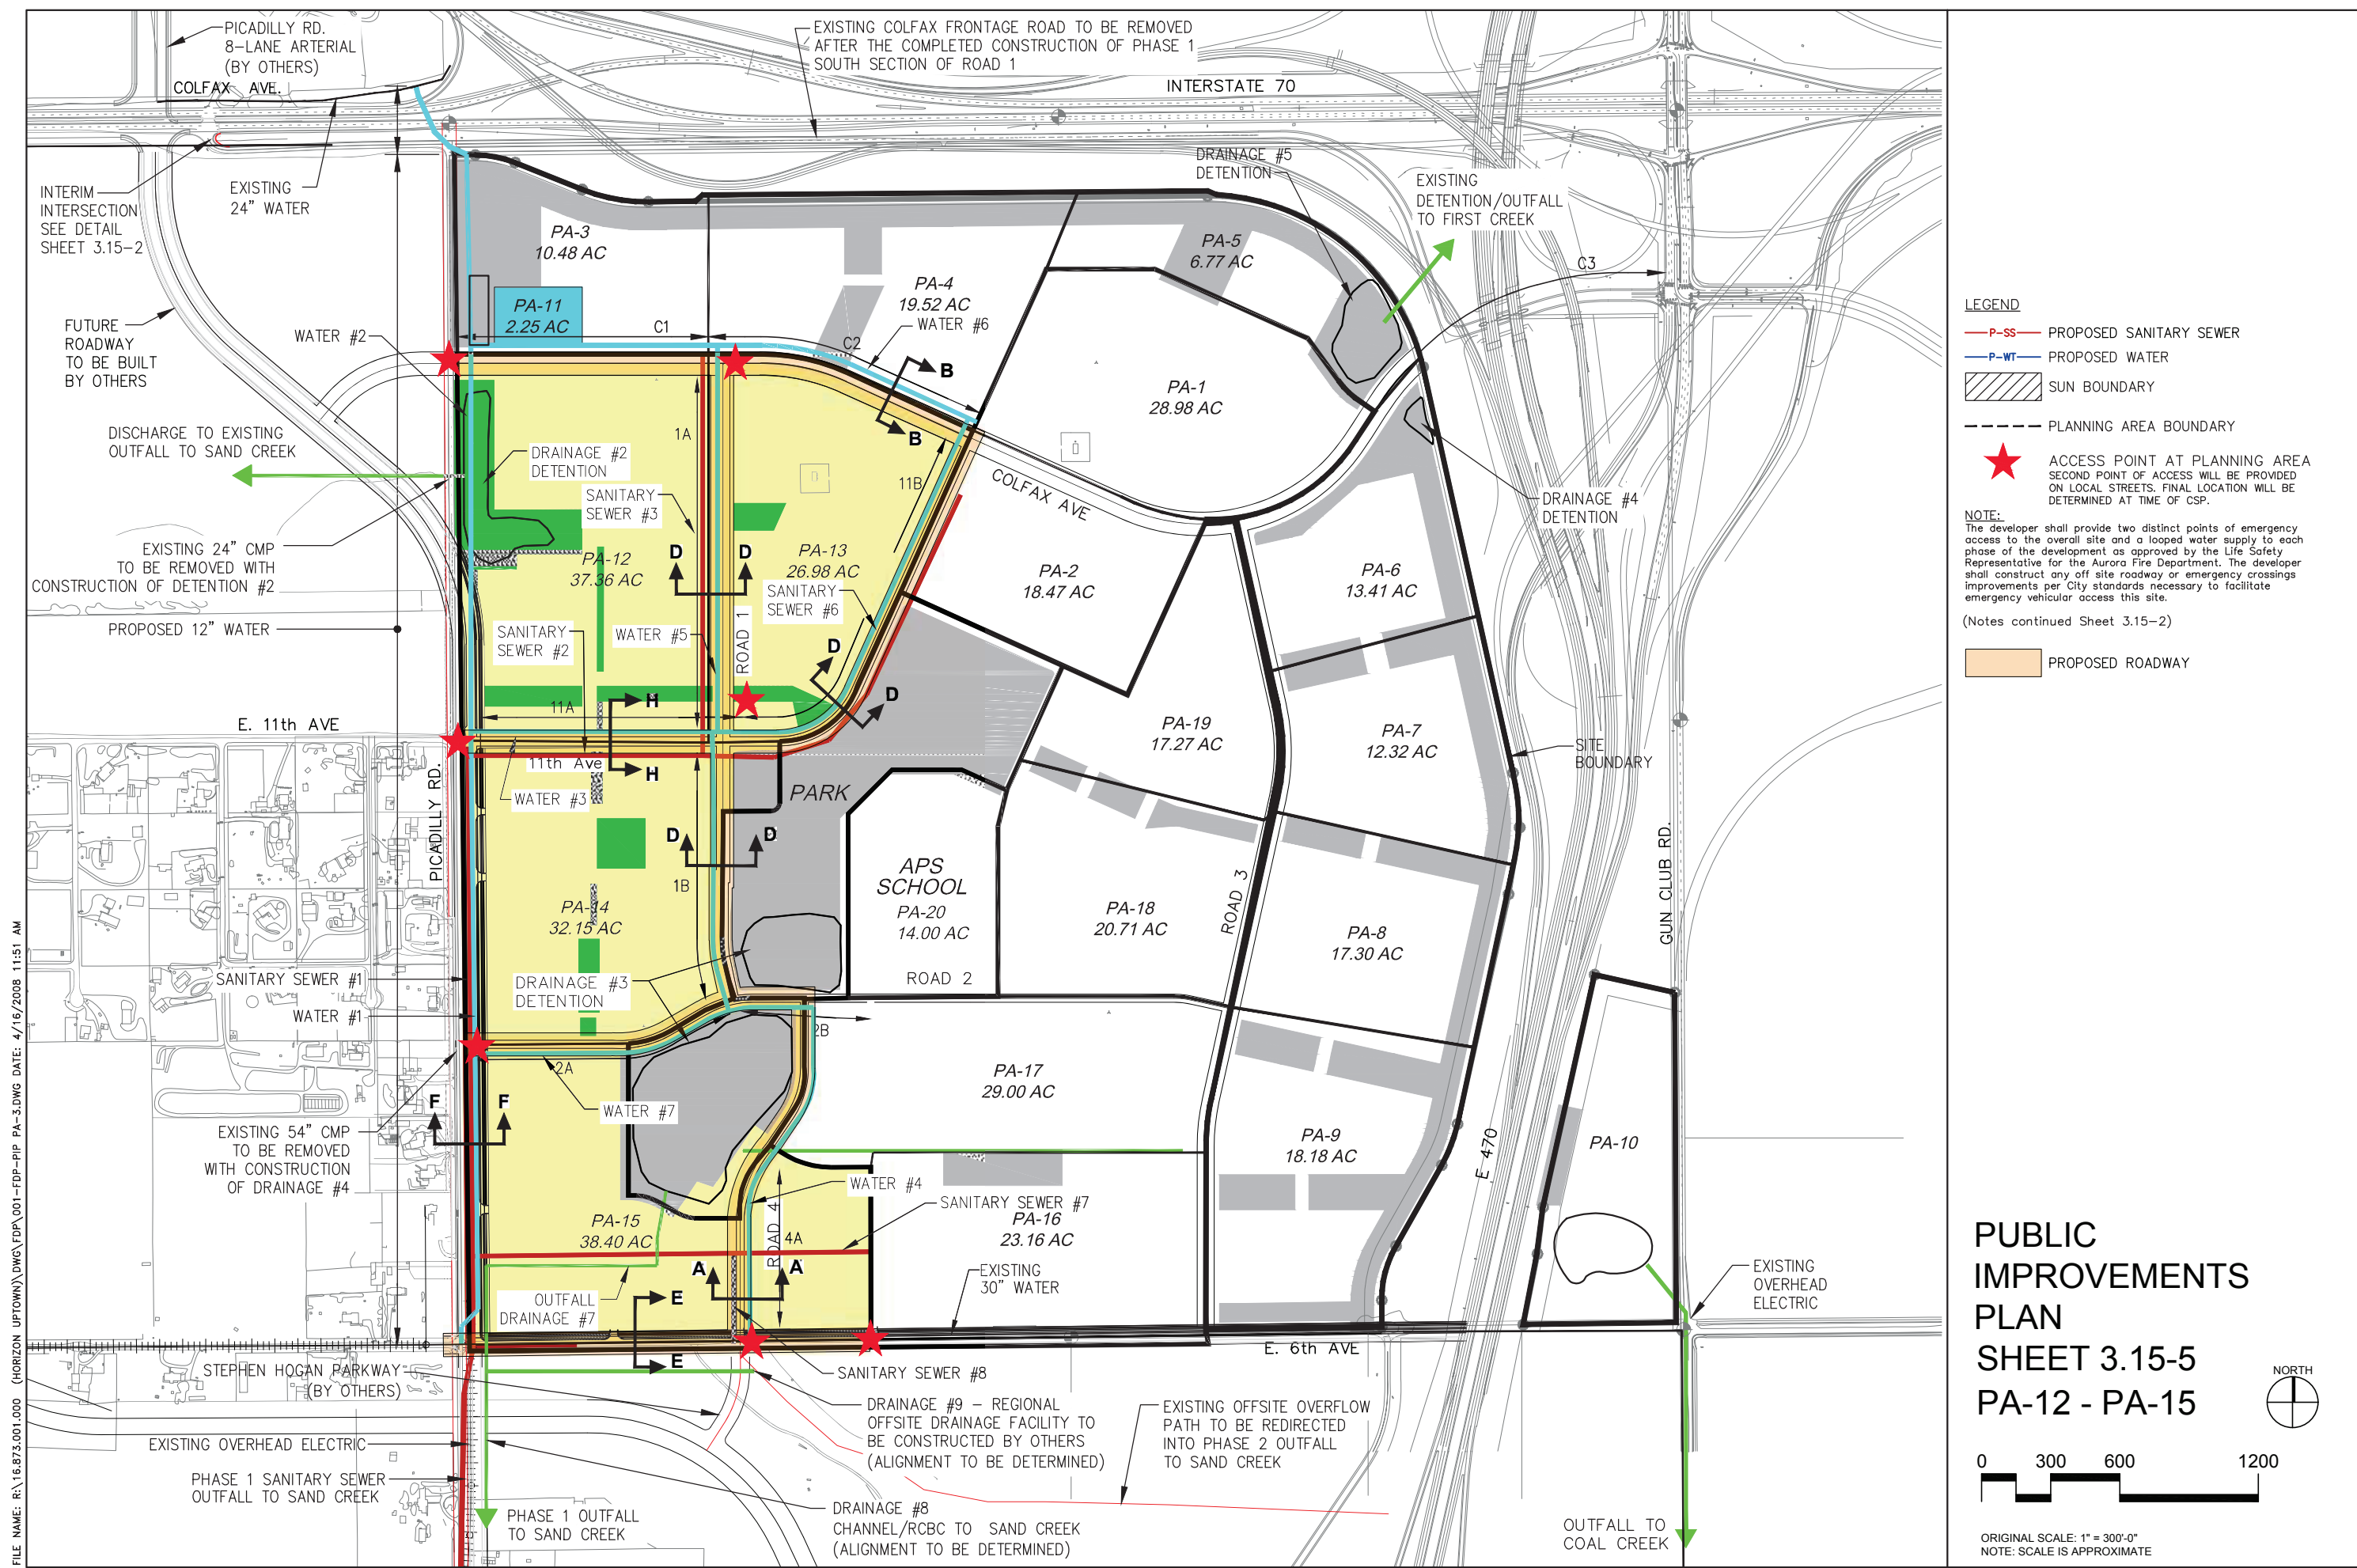 PICADILLY RD.
8-LANE ARTERIAL
(BY OTHERS)
COLFAX AVE.
EXISTING COLFAX FRONTAGE ROAD TO BE REMOVED
AFTER THE COMPLETED CONSTRUCTION OF PHASE 1
SOUTH SECTION OF ROAD 1
INTERSTATE 70
INTERIM
INTERSECTION
SEE DETAIL
SHEET 3.15-2
EXISTING
24" WATER
DRAINAGE #5
DETENTION
EXISTING
DETENTION/OUTFALL
TO FIRST CREEK
PA-3
10.48 AC
PA-4
19.52 AC
PA-5
6.77 AC
C3
PA-11
2.25 AC
C1
WATER #6
C2
FUTURE
ROADWAY
TO BE BUILT
BY OTHERS
WATER #2
B
B
PA-1
28.98 AC
DISCHARGE TO EXISTING
OUTFALL TO SAND CREEK
1A
DRAINAGE #2
DETENTION
SANITARY
SEWER #3
11B
COLFAX AVE
DRAINAGE #4
DETENTION
EXISTING 24" CMP
TO BE REMOVED WITH
CONSTRUCTION OF DETENTION #2
PA-12
37.36 AC
D
D
PA-13
26.98 AC
SANITARY
SEWER #6
PA-2
18.47 AC
PA-6
13.41 AC
PROPOSED 12" WATER
SANITARY
SEWER #2
WATER #5
ROAD 1
D
D
H
11A
E. 11th AVE
PA-19
17.27 AC
PA-7
12.32 AC
SITE
BOUNDARY
11th Ave
H
WATER #3
PARK
PICADILLY RD.
D
D
1B
APS
SCHOOL
PA-20
14.00 AC
PA-14
32.15 AC
PA-18
20.71 AC
ROAD 3
PA-8
17.30 AC
GUN CLUB RD.
SANITARY SEWER #1
DRAINAGE #3
DETENTION
ROAD 2
WATER #1
2B
2A
PA-17
29.00 AC
WATER #7
F
F
EXISTING 54" CMP
TO BE REMOVED
WITH CONSTRUCTION
OF DRAINAGE #4
PA-9
18.18 AC
E 470
PA-10
WATER #4
SANITARY SEWER #7
PA-15
38.40 AC
ROAD 4
4A
PA-16
23.16 AC
A
A
EXISTING
30" WATER
EXISTING
OVERHEAD
ELECTRIC
OUTFALL
DRAINAGE #7
E
E
E. 6th AVE
STEPHEN HOGAN PARKWAY
(BY OTHERS)
SANITARY SEWER #8
DRAINAGE #9 - REGIONAL
OFFSITE DRAINAGE FACILITY TO
BE CONSTRUCTED BY OTHERS
(ALIGNMENT TO BE DETERMINED)
EXISTING OFFSITE OVERFLOW
PATH TO BE REDIRECTED
INTO PHASE 2 OUTFALL
TO SAND CREEK
EXISTING OVERHEAD ELECTRIC
PHASE 1 SANITARY SEWER
OUTFALL TO SAND CREEK
PHASE 1 OUTFALL
TO SAND CREEK
DRAINAGE #8
CHANNEL/RCBC TO SAND CREEK
(ALIGNMENT TO BE DETERMINED)
OUTFALL TO
COAL CREEK
FILE NAME: R:\16.873.0001.000 (HORIZON UPTOWN)\DWG\FDP\001-FDP-PIP PA-3.DWG DATE: 4/16/2008 11:51 AM
LEGEND
P-SS PROPOSED SANITARY SEWER
P-WT PROPOSED WATER
SUN BOUNDARY
PLANNING AREA BOUNDARY
ACCESS POINT AT PLANNING AREA
SECOND POINT OF ACCESS WILL BE PROVIDED
ON LOCAL STREETS. FINAL LOCATION WILL BE
DETERMINED AT TIME OF CSP.
NOTE:
The developer shall provide two distinct points of emergency
access to the overall site and a looped water supply to each
phase of the development as approved by the Life Safety
Representative for the Aurora Fire Department. The developer
shall construct any off site roadway or emergency crossings
improvements per City standards necessary to facilitate
emergency vehicular access this site.
(Notes continued Sheet 3.15-2)
PROPOSED ROADWAY
PUBLIC
IMPROVEMENTS
PLAN
SHEET 3.15-5
PA-12 - PA-15
NORTH
0 300 600 1200
ORIGINAL SCALE: 1" = 300'-0"
NOTE: SCALE IS APPROXIMATE